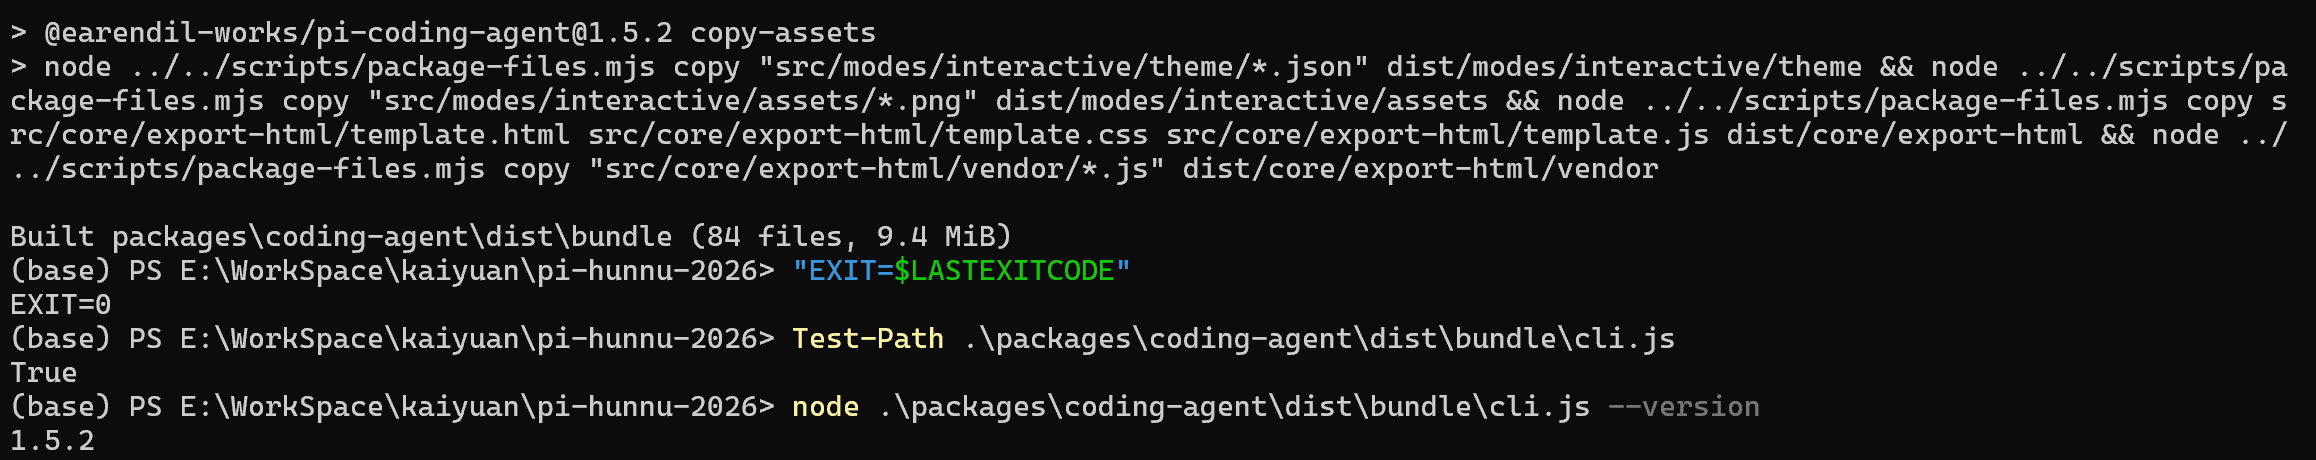 > @earendil-works/pi-coding-agent@1.5.2 copy-assets
> node ../../scripts/package-files.mjs copy "src/modes/interactive/theme/*.json" dist/modes/interactive/theme && node ../../scripts/pa
ckage-files.mjs copy "src/modes/interactive/assets/*.png" dist/modes/interactive/assets && node ../../scripts/package-files.mjs copy s
rc/core/export-html/template.html src/core/export-html/template.css src/core/export-html/template.js dist/core/export-html && node ../
../scripts/package-files.mjs copy "src/core/export-html/vendor/*.js" dist/core/export-html/vendor

Built packages\coding-agent\dist\bundle (84 files, 9.4 MiB)
(base) PS E:\WorkSpace\kaiyuan\pi-hunnu-2026> "EXIT=$LASTEXITCODE"
EXIT=0
(base) PS E:\WorkSpace\kaiyuan\pi-hunnu-2026> Test-Path .\packages\coding-agent\dist\bundle\cli.js
True
(base) PS E:\WorkSpace\kaiyuan\pi-hunnu-2026> node .\packages\coding-agent\dist\bundle\cli.js --version
1.5.2